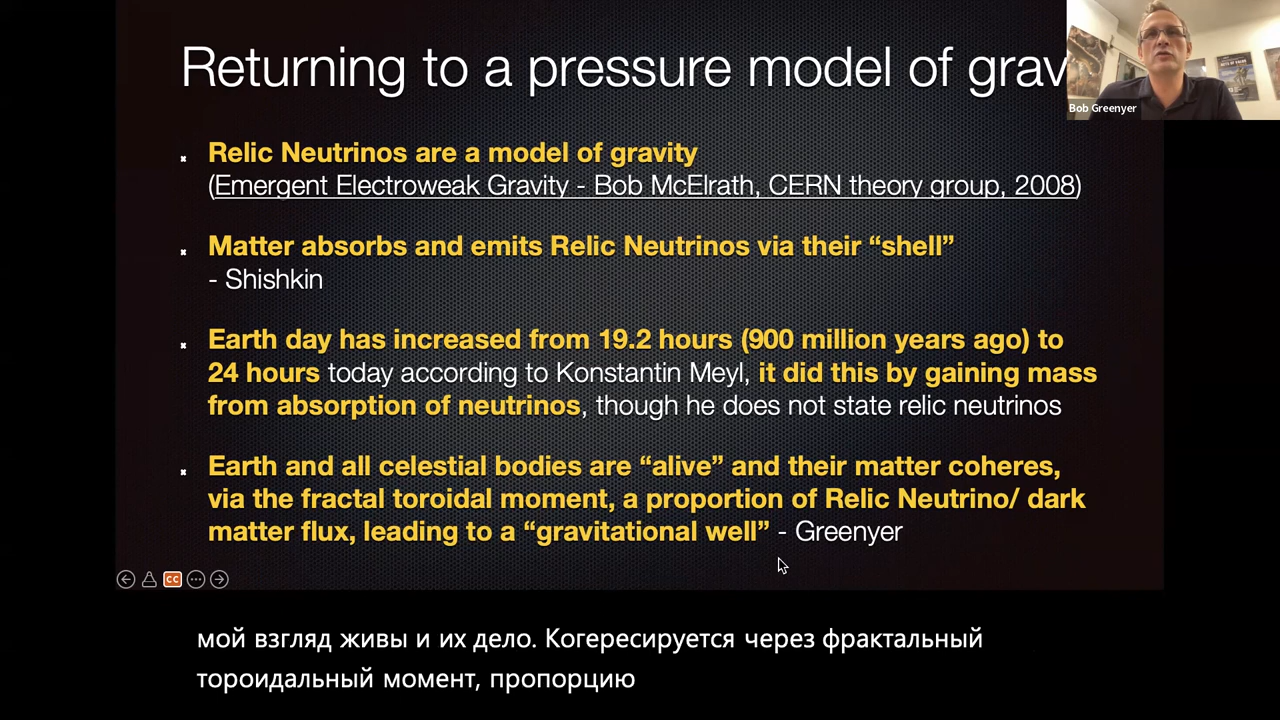 Returning to a pressure model of grav
Bob Greenyer
Relic Neutrinos are a model of gravity
(Emergent Electroweak Gravity - Bob McElrath, CERN theory group, 2008)
Matter absorbs and emits Relic Neutrinos via their “shell”
- Shishkin
Earth day has increased from 19.2 hours (900 million years ago) to
24 hours today according to Konstantin Meyl, it did this by gaining mass
from absorption of neutrinos, though he does not state relic neutrinos
Earth and all celestial bodies are “alive” and their matter coheres,
via the fractal toroidal moment, a proportion of Relic Neutrino/ dark
matter flux, leading to a “gravitational well” - Greenyer
CC
мой взгляд живы и их дело. Когересируется через фрактальный
тороидальный момент, пропорцию